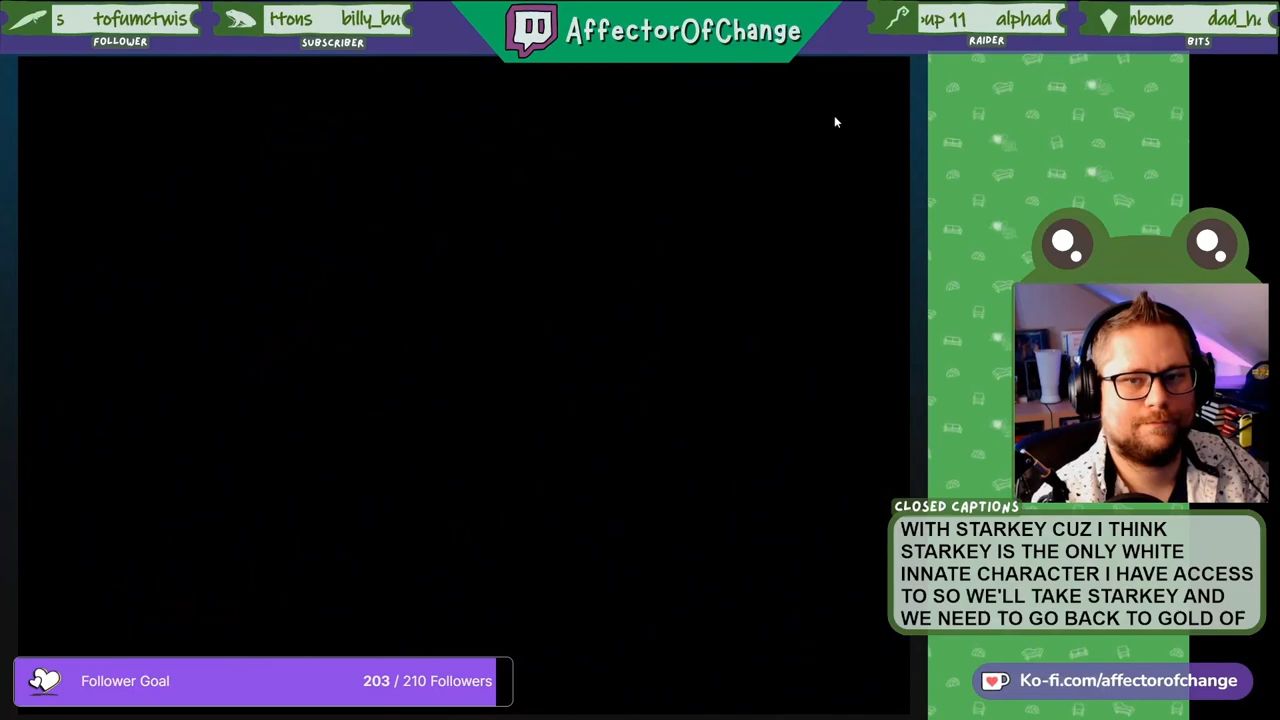 s tofumctwis
FOLLOWER
rtons billy_bu
SUBSCRIBER
AffectorOfChange
up 11 alphad
RAIDER
nbone dad_h
BITS
CLOSED CAPTIONS
WITH STARKEY CUZ I THINK
STARKEY IS THE ONLY WHITE
INNATE CHARACTER I HAVE ACCESS
TO SO WE'LL TAKE STARKEY AND
WE NEED TO GO BACK TO GOLD OF
Follower Goal 203 / 210 Followers
Ko-fi.com/affectorofchange